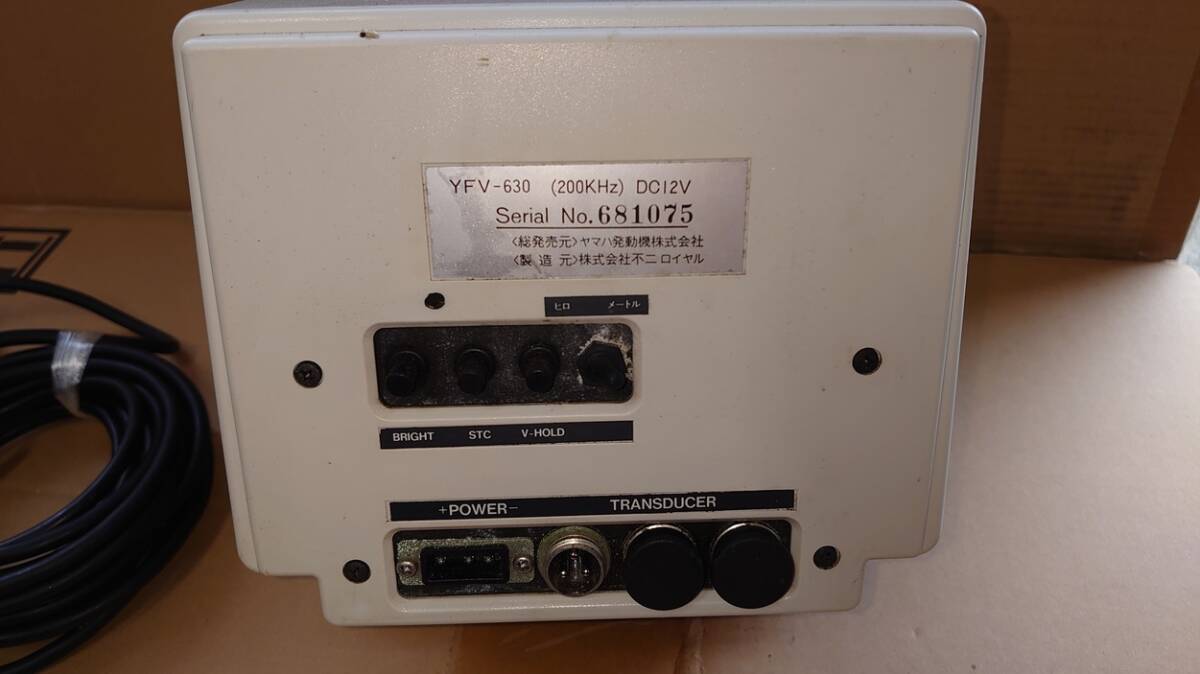 YFV-630 (200KHz) DC12V
Serial No.681075
〈総発売元〉ヤマハ発動機株式会社
〈製造元〉株式会社不二ロイヤル
ヒロ メートル
BRIGHT STC V-HOLD
+POWER- TRANSDUCER